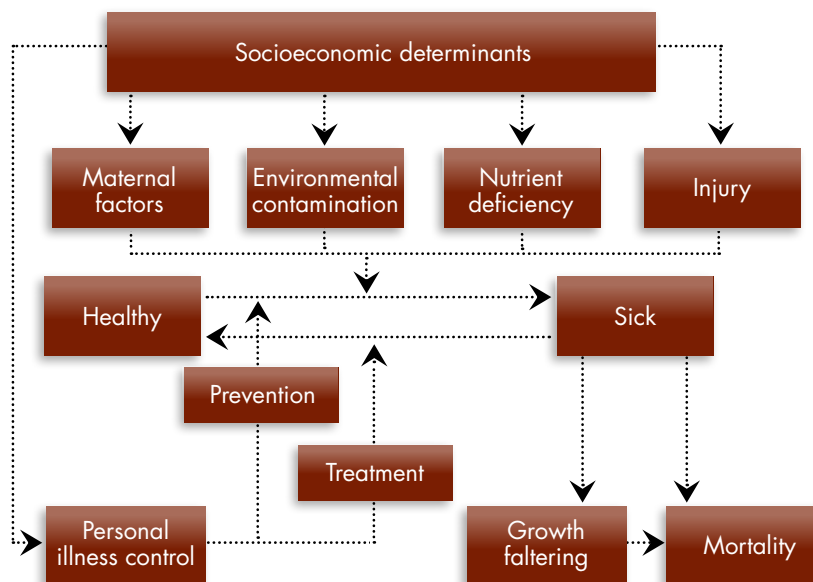 Socioeconomic determinants
Maternal
factors
Environmental
contamination
Nutrient
deficiency
Injury
Healthy
Sick
Prevention
Treatment
Personal
illness control
Growth
faltering
Mortality